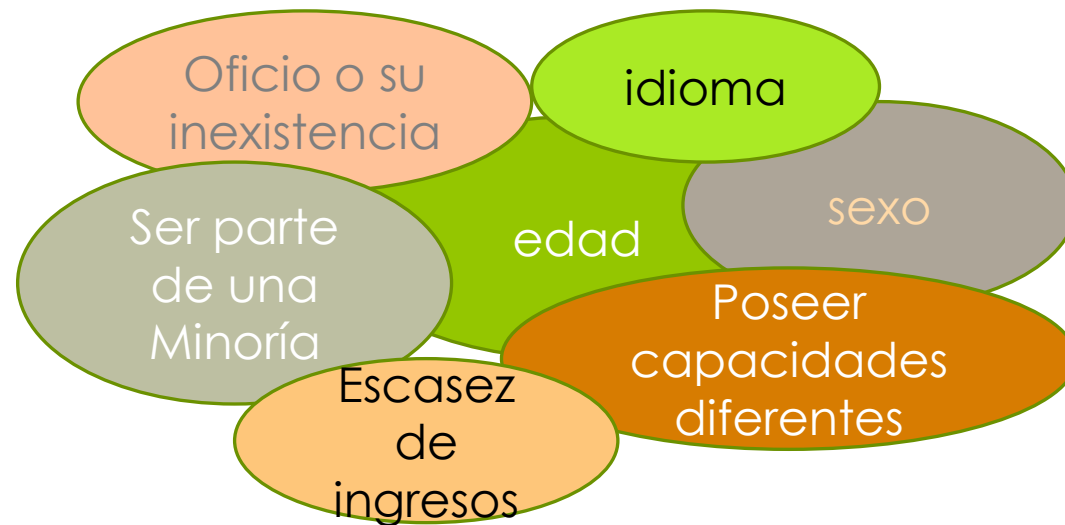 Oficio o su
inexistencia
idioma
sexo
Ser parte
de una
Minoría
edad
Poseer
capacidades
diferentes
Escasez
de
ingresos